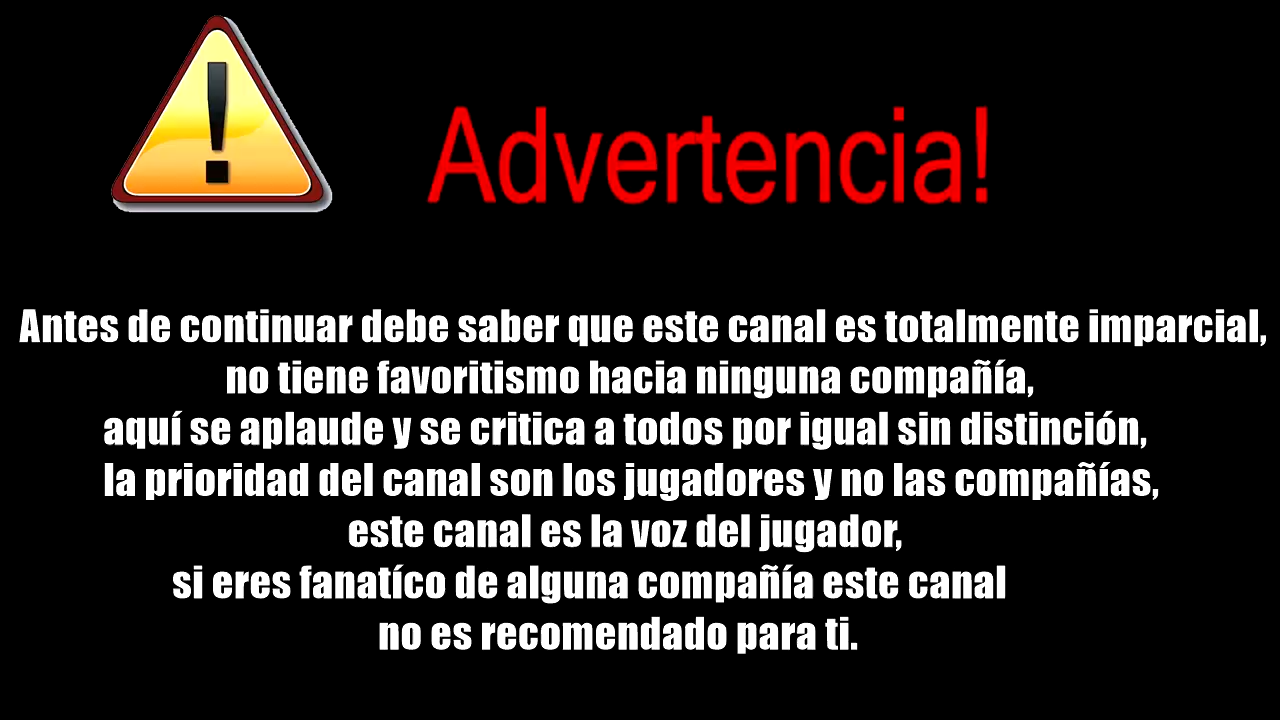 Advertencia!
Antes de continuar debe saber que este canal es totalmente imparcial,
no tiene favoritismo hacia ninguna compañía,
aquí se aplaude y se critica a todos por igual sin distinción,
la prioridad del canal son los jugadores y no las compañías,
este canal es la voz del jugador,
si eres fanatíco de alguna compañía este canal
no es recomendado para ti.